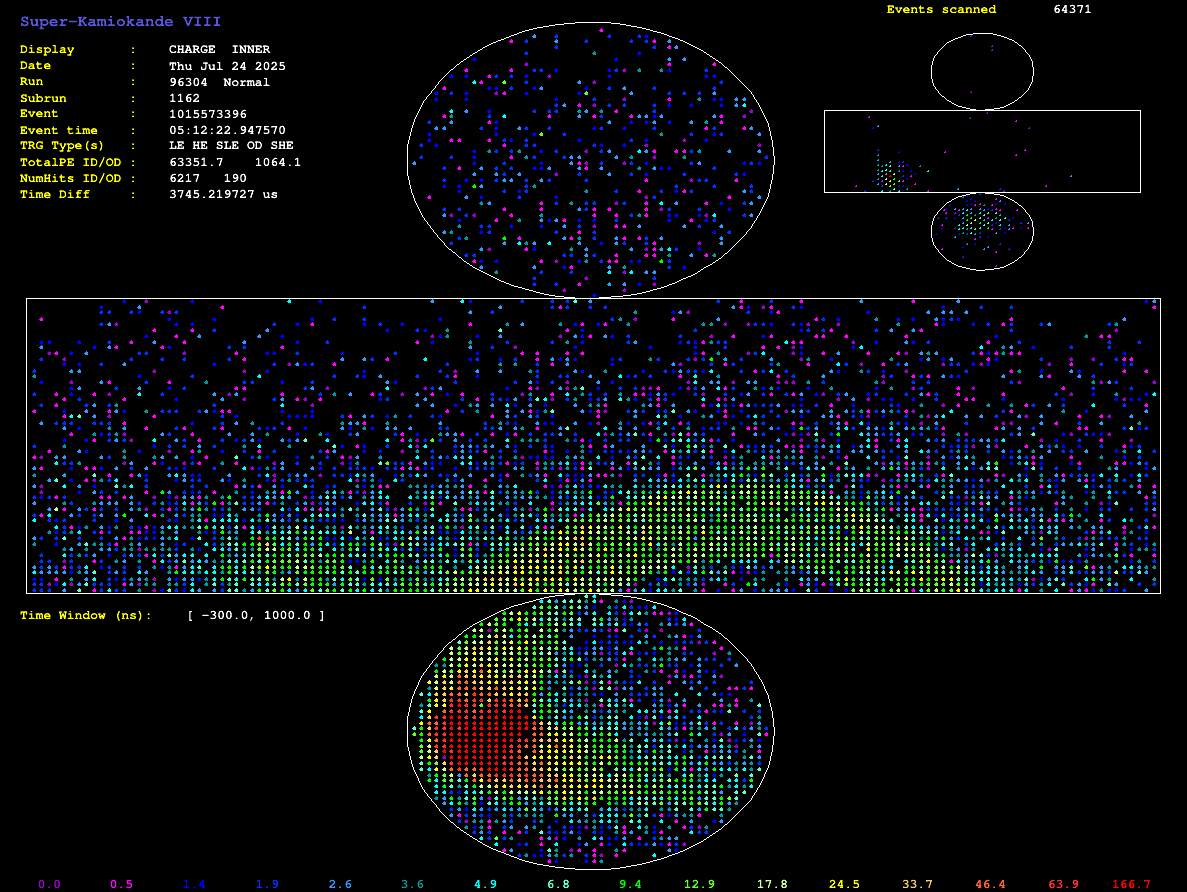 Super-Kamiokande VIII
Display : CHARGE INNER
Date : Thu Jul 24 2025
Run : 96304 Normal
Subrun : 1162
Event : 1015573396
Event time : 05:12:22.947570
TRG Type(s) : LE HE SLE OD SHE
TotalPE ID/OD : 63351.7 1064.1
NumHits ID/OD : 6217 190
Time Diff : 3745.219727 us
Events scanned 64371
Time Window (ns): [ -300.0, 1000.0 ]
0.0 0.5 1.4 1.9 2.6 3.6 4.9 6.8 9.4 12.9 17.8 24.5 33.7 46.4 63.9 166.7